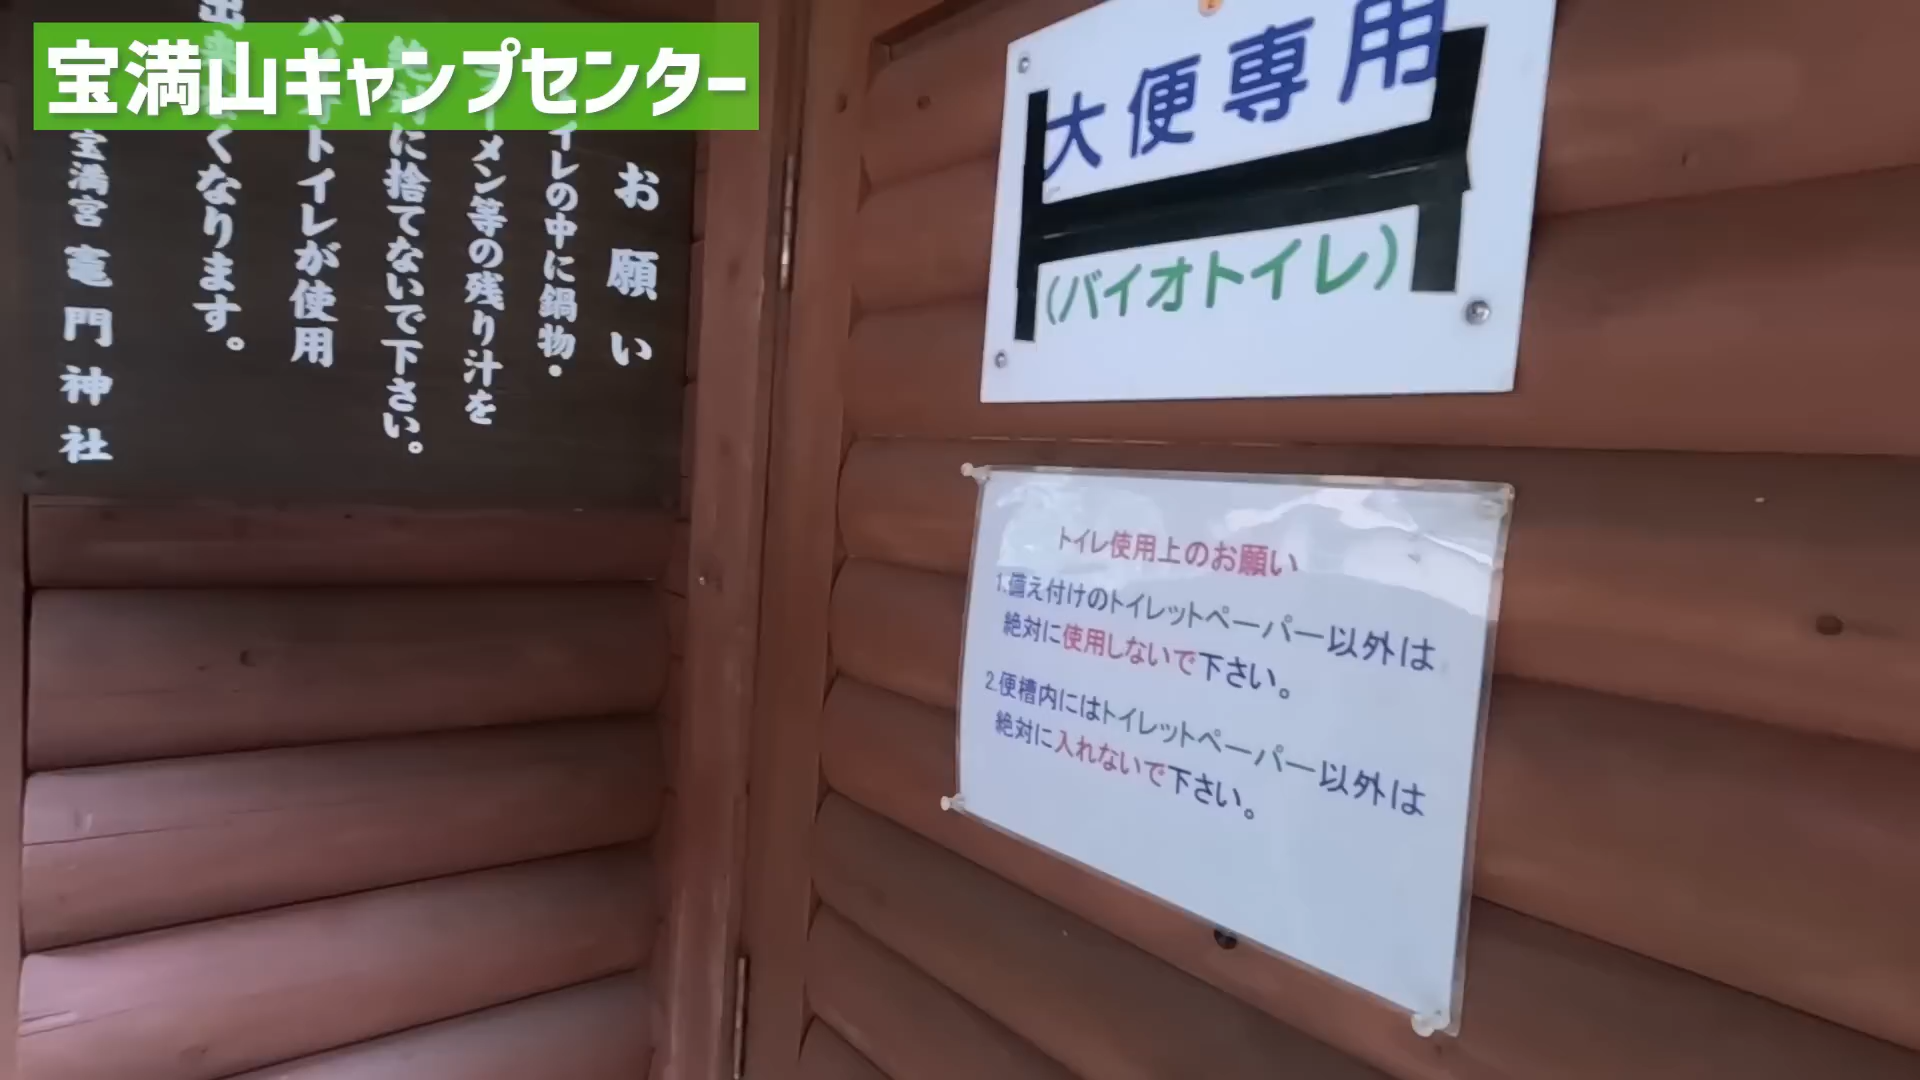 宝満山キャンプセンター
大便専用
(バイオトイレ)
トイレ使用上のお願い
1.備え付けのトイレットペーパー以外は
絶対に使用しないで下さい。
2.便槽内にはトイレットペーパー以外は
絶対に入れないで下さい。
お願い
イレの中に鍋物・
ーメン等の残り汁を
に捨てないで下さい。
トイレが使用
くなります。
宝満宮 竈門神社